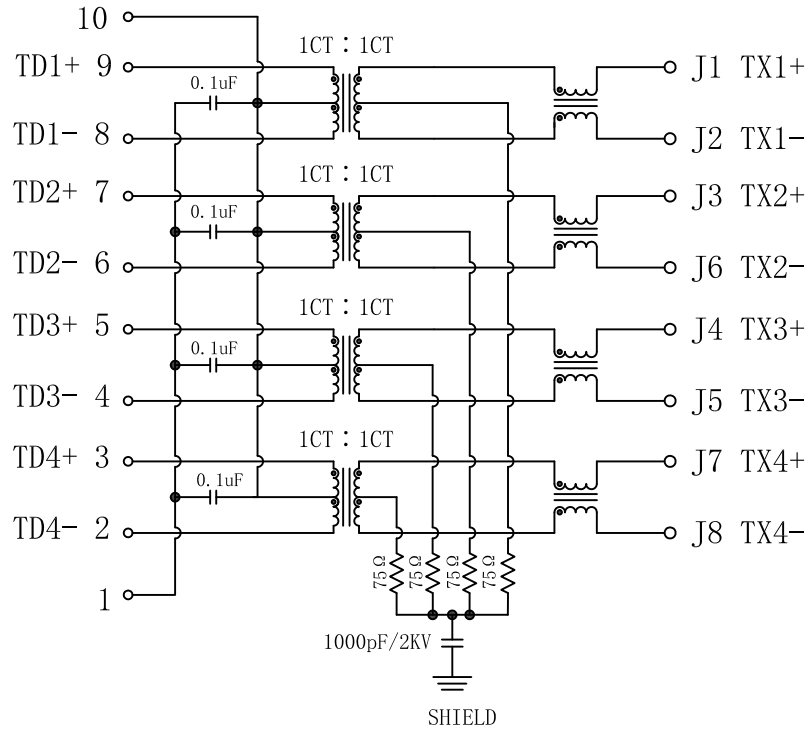 10
1CT : 1CT
TD1+ 9
J1 TX1+
0.1uF
TD1- 8
J2 TX1-
1CT : 1CT
TD2+ 7
J3 TX2+
0.1uF
TD2- 6
J6 TX2-
1CT : 1CT
TD3+ 5
J4 TX3+
0.1uF
TD3- 4
J5 TX3-
1CT : 1CT
TD4+ 3
J7 TX4+
0.1uF
TD4- 2
J8 TX4-
75Ω
75Ω
75Ω
75Ω
1
1000pF/2KV
SHIELD